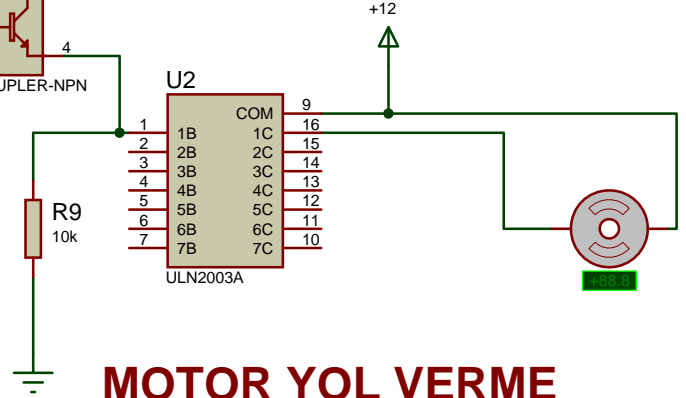 +12
4
UPLER-NPN
U2
COM 9
1 1B 1C 16
2 2B 2C 15
3 3B 3C 14
4 4B 4C 13
5 5B 5C 12
6 6B 6C 11
7 7B 7C 10
ULN2003A
R9
10k
+88.8
MOTOR YOL VERME